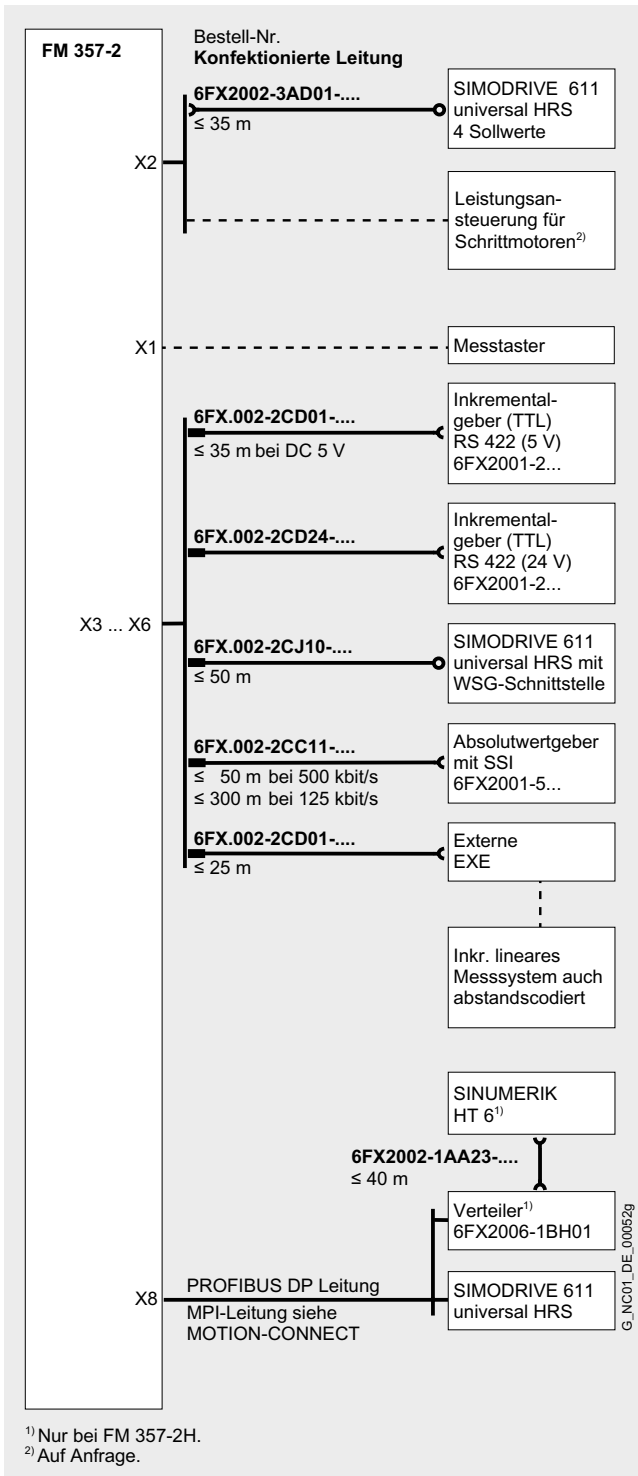 FM 357-2
Bestell-Nr.
Konfektionierte Leitung
6FX2002-3AD01-....
≤ 35 m
SIMODRIVE 611
universal HRS
4 Sollwerte
X2
Leistungsan-
steuerung für
Schrittmotoren2)
X1
Messtaster
6FX.002-2CD01-....
≤ 35 m bei DC 5 V
Inkremental-
geber (TTL)
RS 422 (5 V)
6FX2001-2...
6FX.002-2CD24-....
Inkremental-
geber (TTL)
RS 422 (24 V)
6FX2001-2...
X3 ... X6
6FX.002-2CJ10-....
≤ 50 m
SIMODRIVE 611
universal HRS mit
WSG-Schnittstelle
6FX.002-2CC11-....
≤ 50 m bei 500 kbit/s
≤ 300 m bei 125 kbit/s
Absolutwertgeber
mit SSI
6FX2001-5...
6FX.002-2CD01-....
≤ 25 m
Externe
EXE
Inkr. lineares
Messsystem auch
abstandscodiert
SINUMERIK
HT 61)
6FX2002-1AA23-....
≤ 40 m
Verteiler1)
6FX2006-1BH01
X8
PROFIBUS DP Leitung
MPI-Leitung siehe
MOTION-CONNECT
SIMODRIVE 611
universal HRS
G_NC01_DE_00052g
1) Nur bei FM 357-2H.
2) Auf Anfrage.